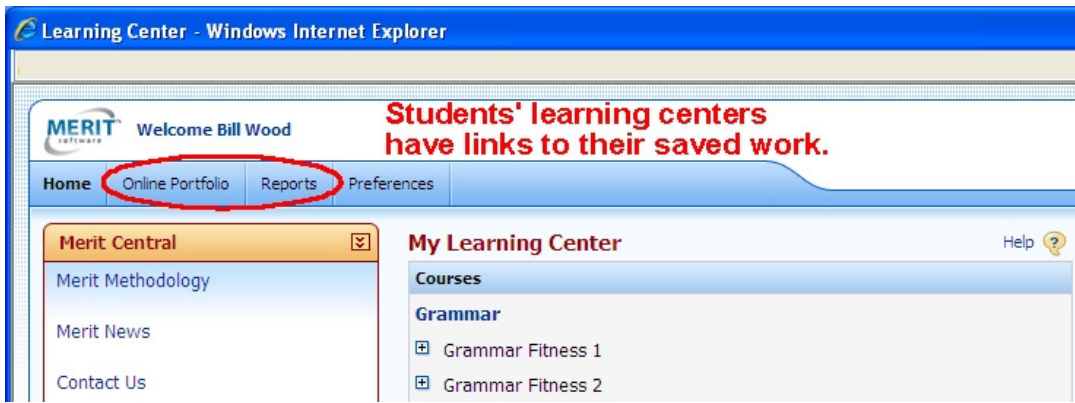 Learning Center - Windows Internet Explorer
MERIT
software
Welcome Bill Wood
Students' learning centers
have links to their saved work.
Home Online Portfolio Reports Preferences
Merit Central
My Learning Center
Help ?
Merit Methodology
Courses
Grammar
Merit News
Grammar Fitness 1
Contact Us
Grammar Fitness 2